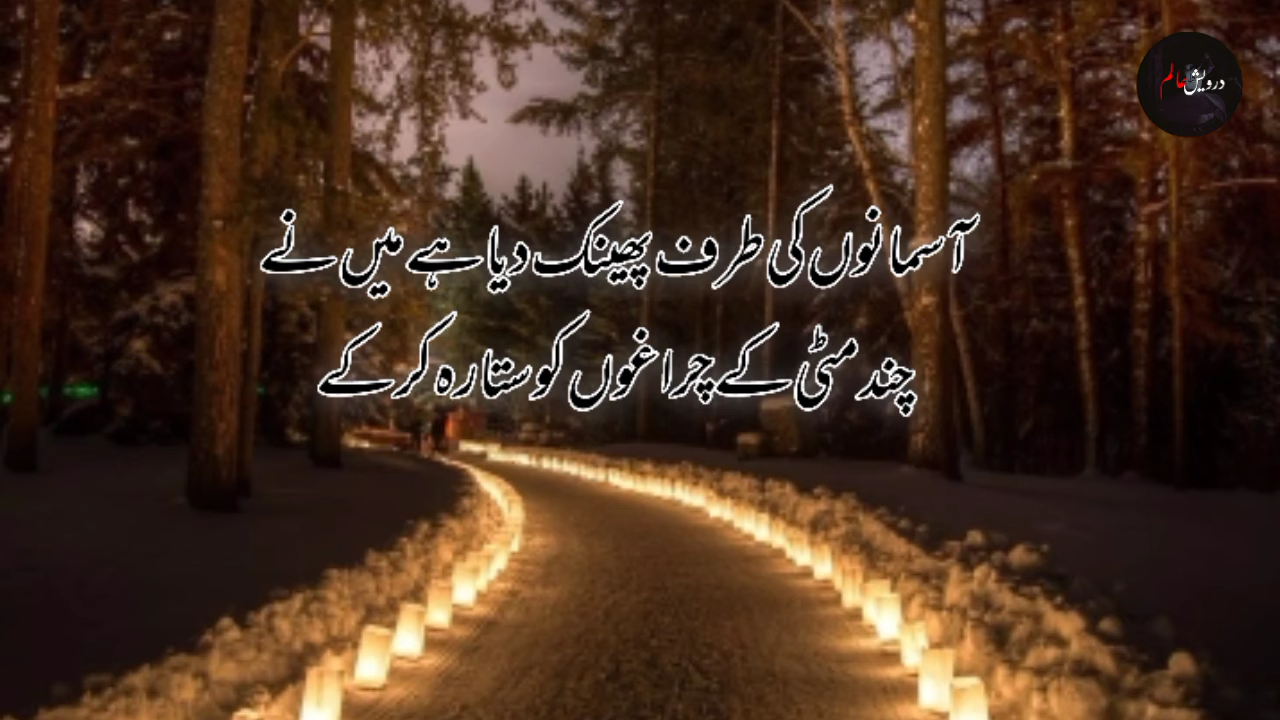 درویش عالم
آسمانوں کی طرف پھینک دیا ہے میں نے
چند مٹی کے چراغوں کو ستارہ کر کے